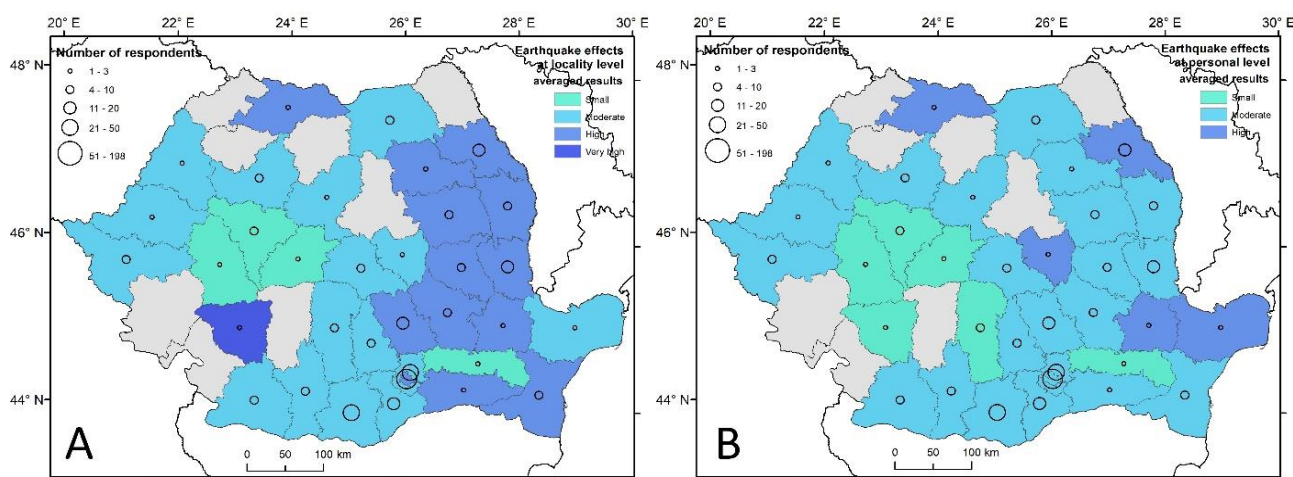 20° E 22° E 24° E 26° E 28° E 30° E
48° N
46° N
44° N
Number of respondents
1 - 3
4 - 10
11 - 20
21 - 50
51 - 198
Earthquake effects
at locality level
averaged results
Small
Moderate
High
Very high
A
0 50 100 km
20° E 22° E 24° E 26° E 28° E 30° E
48° N
46° N
44° N
Number of respondents
1 - 3
4 - 10
11 - 20
21 - 50
51 - 198
Earthquake effects
at personal level
averaged results
Small
Moderate
High
B
0 50 100 km